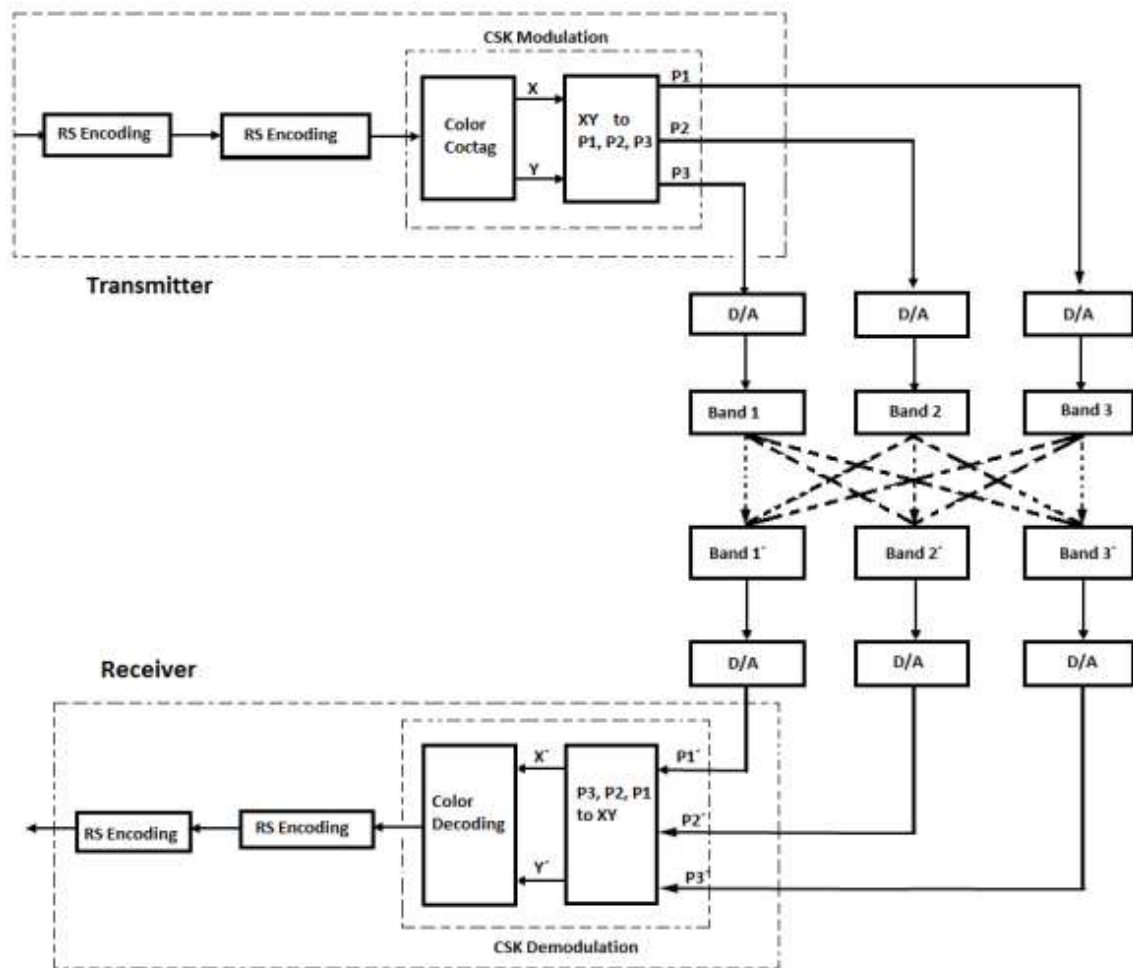 CSK Modulation
RS Encoding
RS Encoding
Color
Coctag
X
Y
XY to
P1, P2, P3
P1
P2
P3
Transmitter
D/A
D/A
D/A
Band 1
Band 2
Band 3
Band 1´
Band 2´
Band 3´
D/A
D/A
D/A
Receiver
RS Encoding
RS Encoding
Color
Decoding
X´
Y´
P3, P2, P1
to XY
P1´
P2´
P3´
CSK Demodulation